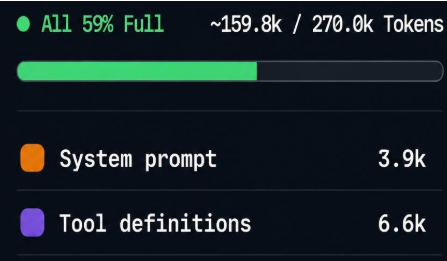 All 59% Full ~159.8k / 270.0k Tokens
System prompt 3.9k
Tool definitions 6.6k